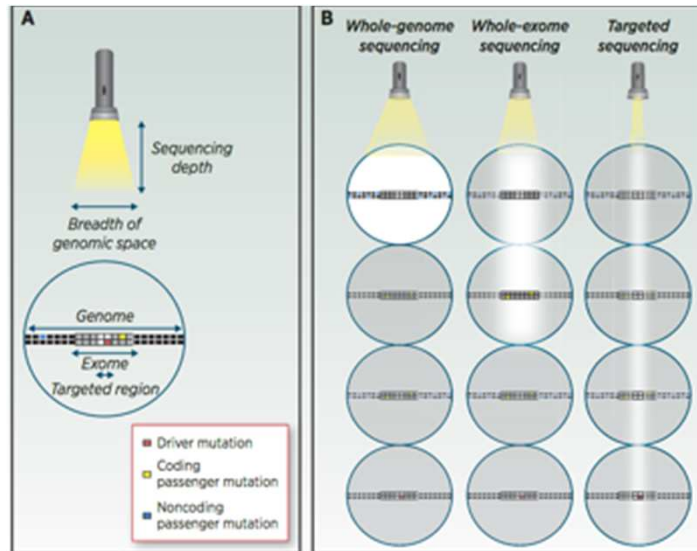 A
Sequencing
depth
Breadth of
genomic space
Genome
Exome
Targeted region
Driver mutation
Coding
passenger mutation
Noncoding
passenger mutation
B
Whole-genome
sequencing
Whole-exome
sequencing
Targeted
sequencing